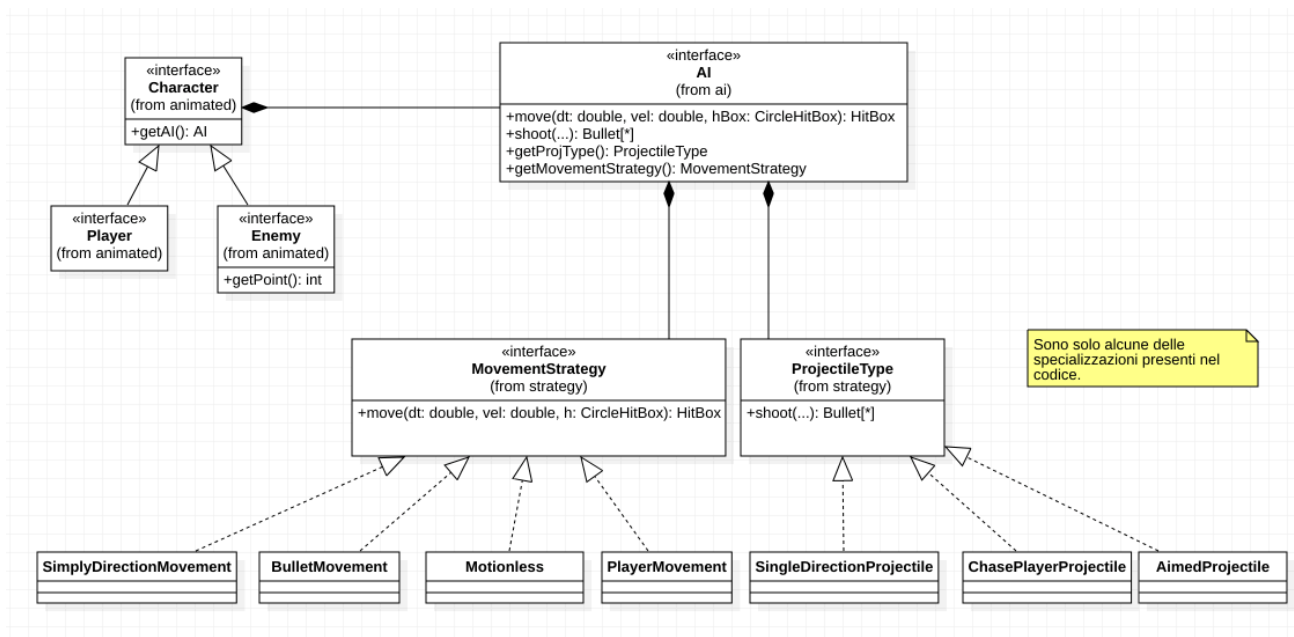 «interface»
Character
(from animated)
+getAI(): AI
«interface»
AI
(from ai)
+move(dt: double, vel: double, hBox: CircleHitBox): HitBox
+shoot(...): Bullet[*]
+getProjType(): ProjectileType
+getMovementStrategy(): MovementStrategy
«interface»
Player
(from animated)
«interface»
Enemy
(from animated)
+getPoint(): int
«interface»
MovementStrategy
(from strategy)
+move(dt: double, vel: double, h: CircleHitBox): HitBox
«interface»
ProjectileType
(from strategy)
+shoot(...): Bullet[*]
Sono solo alcune delle
specializzazioni presenti nel
codice.
SimplyDirectionMovement
BulletMovement
Motionless
PlayerMovement
SingleDirectionProjectile
ChasePlayerProjectile
AimedProjectile